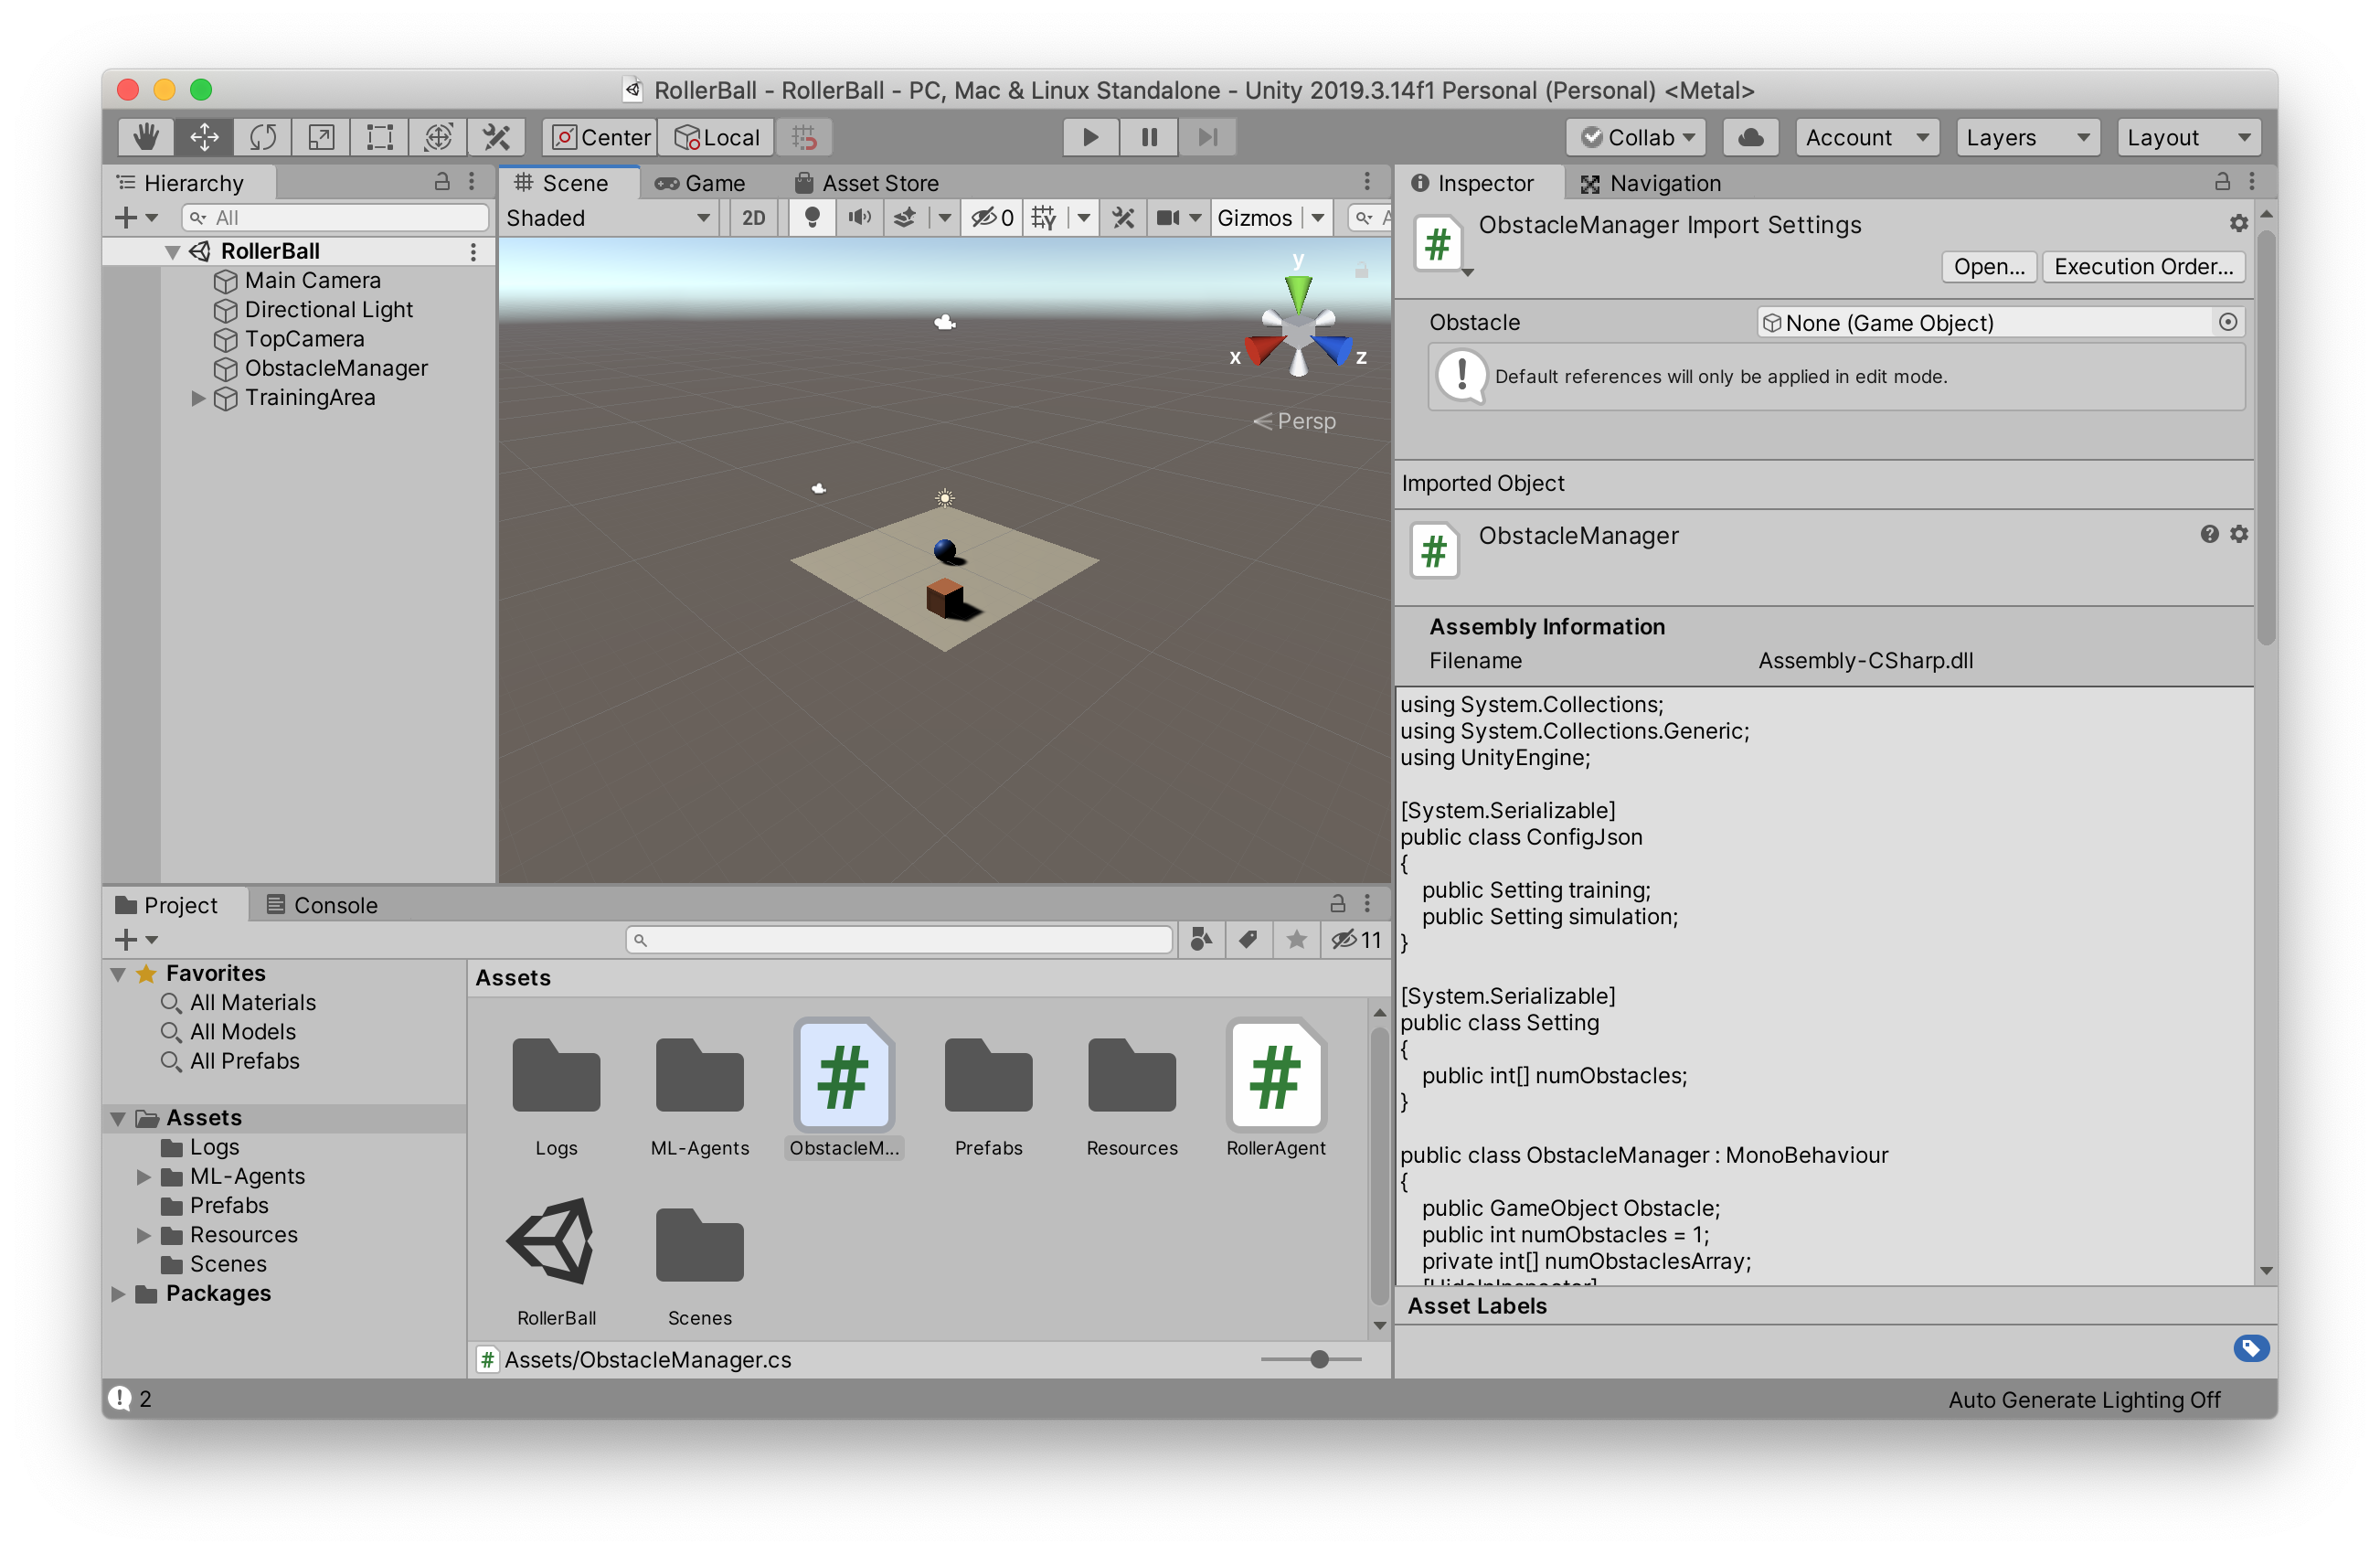 RollerBall - RollerBall - PC, Mac & Linux Standalone - Unity 2019.3.14f1 Personal (Personal) <Metal>
Center
Local
Collab
Account
Layers
Layout
Hierarchy
All
RollerBall
Main Camera
Directional Light
TopCamera
ObstacleManager
TrainingArea
Scene
Game
Asset Store
Shaded
2D
0
Gizmos
A
y
x
z
Persp
Inspector
Navigation
ObstacleManager Import Settings
Open...
Execution Order...
Obstacle
None (Game Object)
Default references will only be applied in edit mode.
Imported Object
ObstacleManager
Assembly Information
Filename
Assembly-CSharp.dll
using System.Collections;
using System.Collections.Generic;
using UnityEngine;
[System.Serializable]
public class ConfigJson
{
public Setting training;
public Setting simulation;
}
[System.Serializable]
public class Setting
{
public int[] numObstacles;
}
public class ObstacleManager : MonoBehaviour
{
public GameObject Obstacle;
public int numObstacles = 1;
private int[] numObstaclesArray;
Asset Labels
Project
Console
11
Favorites
All Materials
All Models
All Prefabs
Assets
Logs
ML-Agents
Prefabs
Resources
Scenes
Packages
Assets
Logs
ML-Agents
ObstacleM...
Prefabs
Resources
RollerAgent
RollerBall
Scenes
Assets/ObstacleManager.cs
2
Auto Generate Lighting Off